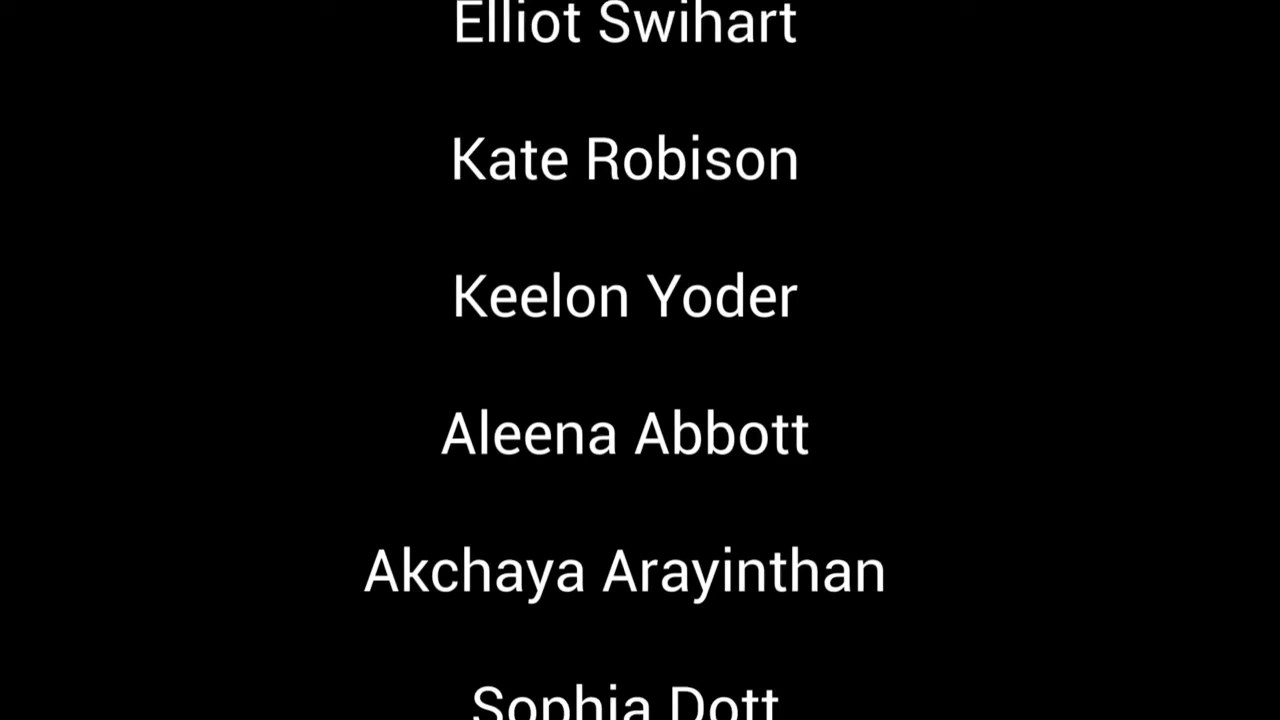 Elliot Swihart
Kate Robison
Keelon Yoder
Aleena Abbott
Akchaya Arayinthan
Sophia Dott